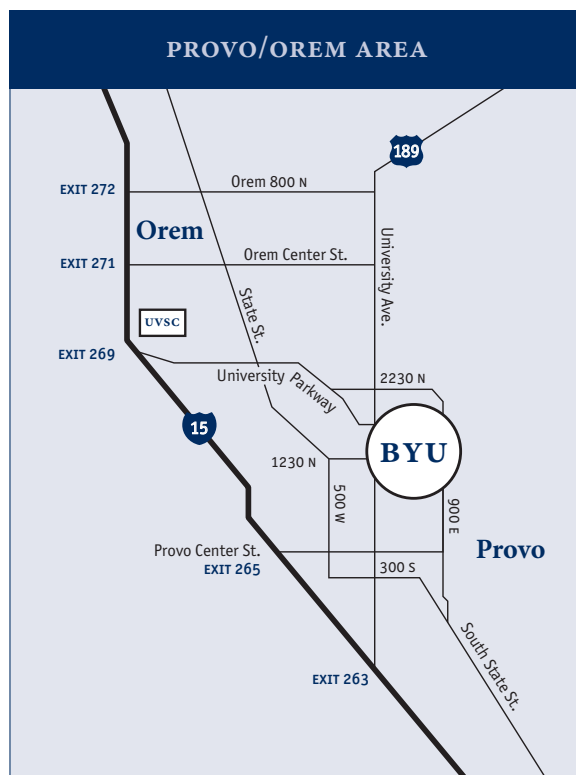 PROVO/OREM AREA
189
Orem 800 N
EXIT 272
Orem
University Ave.
Orem Center St.
EXIT 271
State St.
UVSC
EXIT 269
University Parkway
2230 N
15
BYU
1230 N
500 W
900 E
Provo
Provo Center St.
EXIT 265
300 S
South State St.
EXIT 263